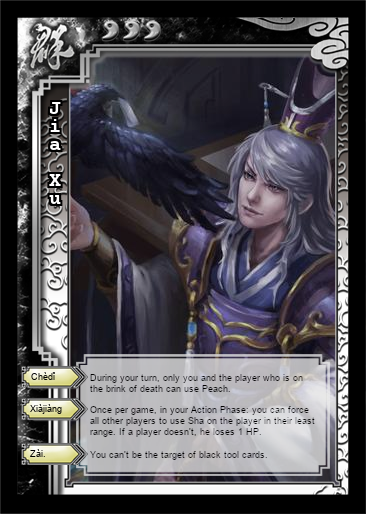 群
Jia Xu
Chèdǐ
During your turn, only you and the player who is on
the brink of death can use Peach.
Xiàjiàng
Once per game, in your Action Phase: you can force
all other players to use Sha on the player in their least
range. If a player doesn't, he loses 1 HP.
Zài.
You can't be the target of black tool cards.